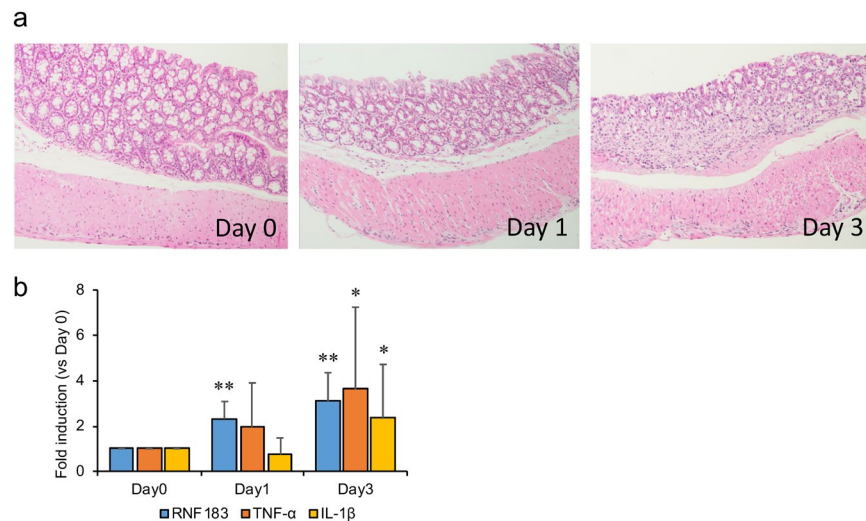 a
Day 0
Day 1
Day 3
b
Fold induction (vs Day 0)
8
6
4
2
0
**
**
*
*
Day0
Day1
Day3
RNF183
TNF-α
IL-1β